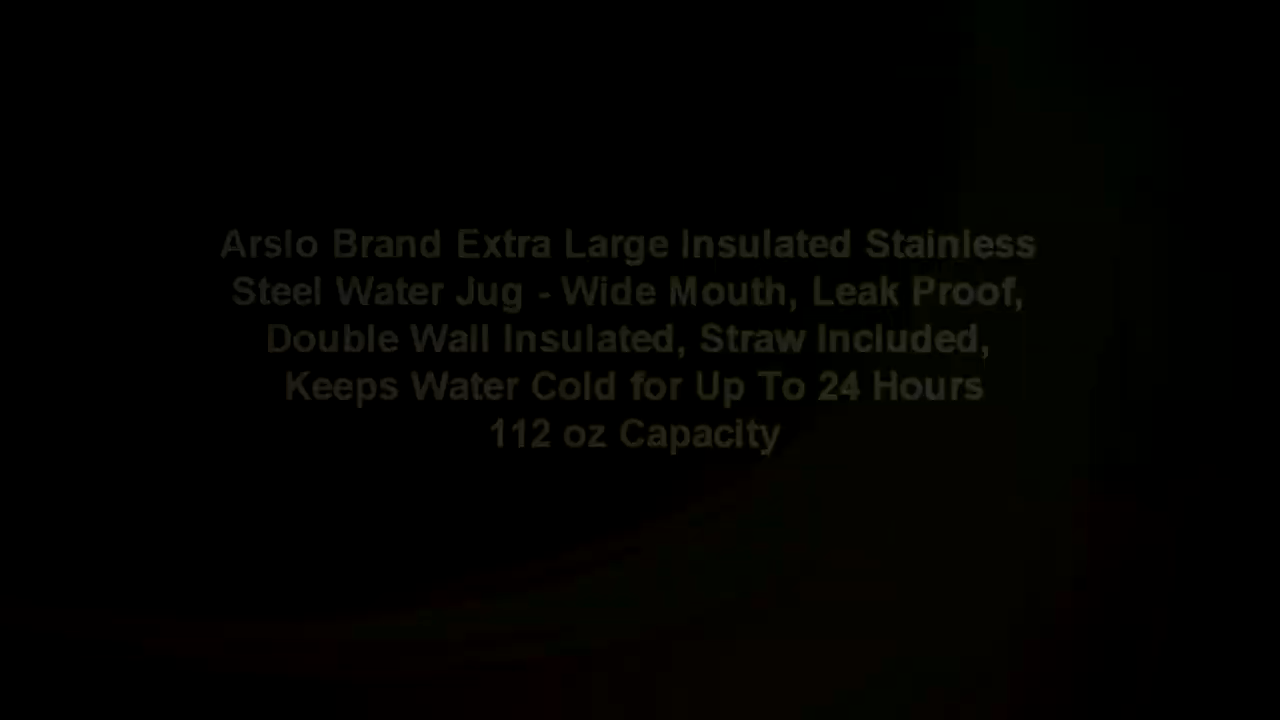 Arslo Brand Extra Large Insulated Stainless
Steel Water Jug - Wide Mouth, Leak Proof,
Double Wall Insulated, Straw Included,
Keeps Water Cold for Up To 24 Hours
112 oz Capacity